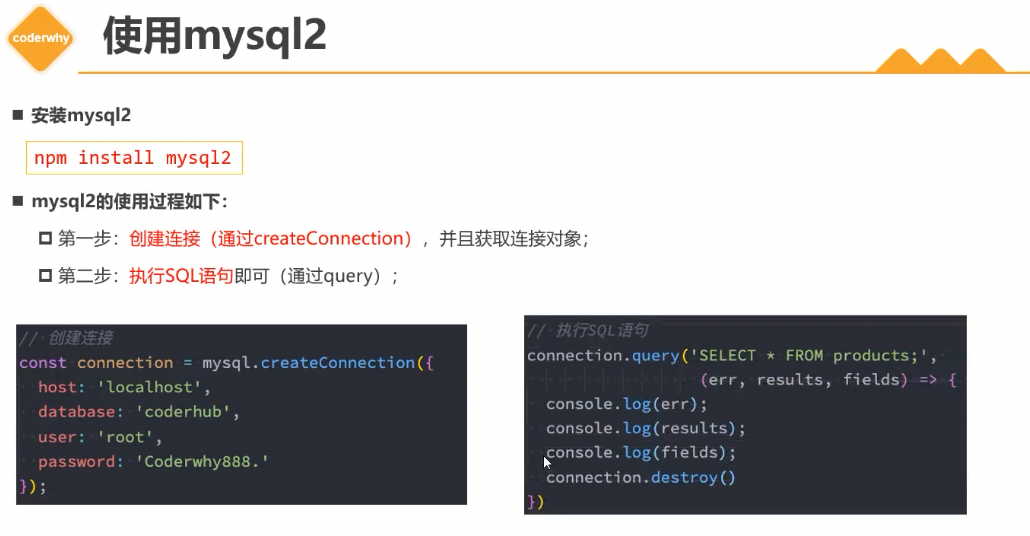 coderwhy
使用mysql2
安装mysql2
npm install mysql2
mysql2的使用过程如下：
第一步：创建连接（通过createConnection），并且获取连接对象；
第二步：执行SQL语句即可（通过query）；
// 创建连接
const connection = mysql.createConnection({
host: 'localhost',
database: 'coderhub',
user: 'root',
password: 'Coderwhy888.'
});
// 执行SQL语句
connection.query('SELECT * FROM products;',
(err, results, fields) => {
console.log(err);
console.log(results);
console.log(fields);
connection.destroy()
})